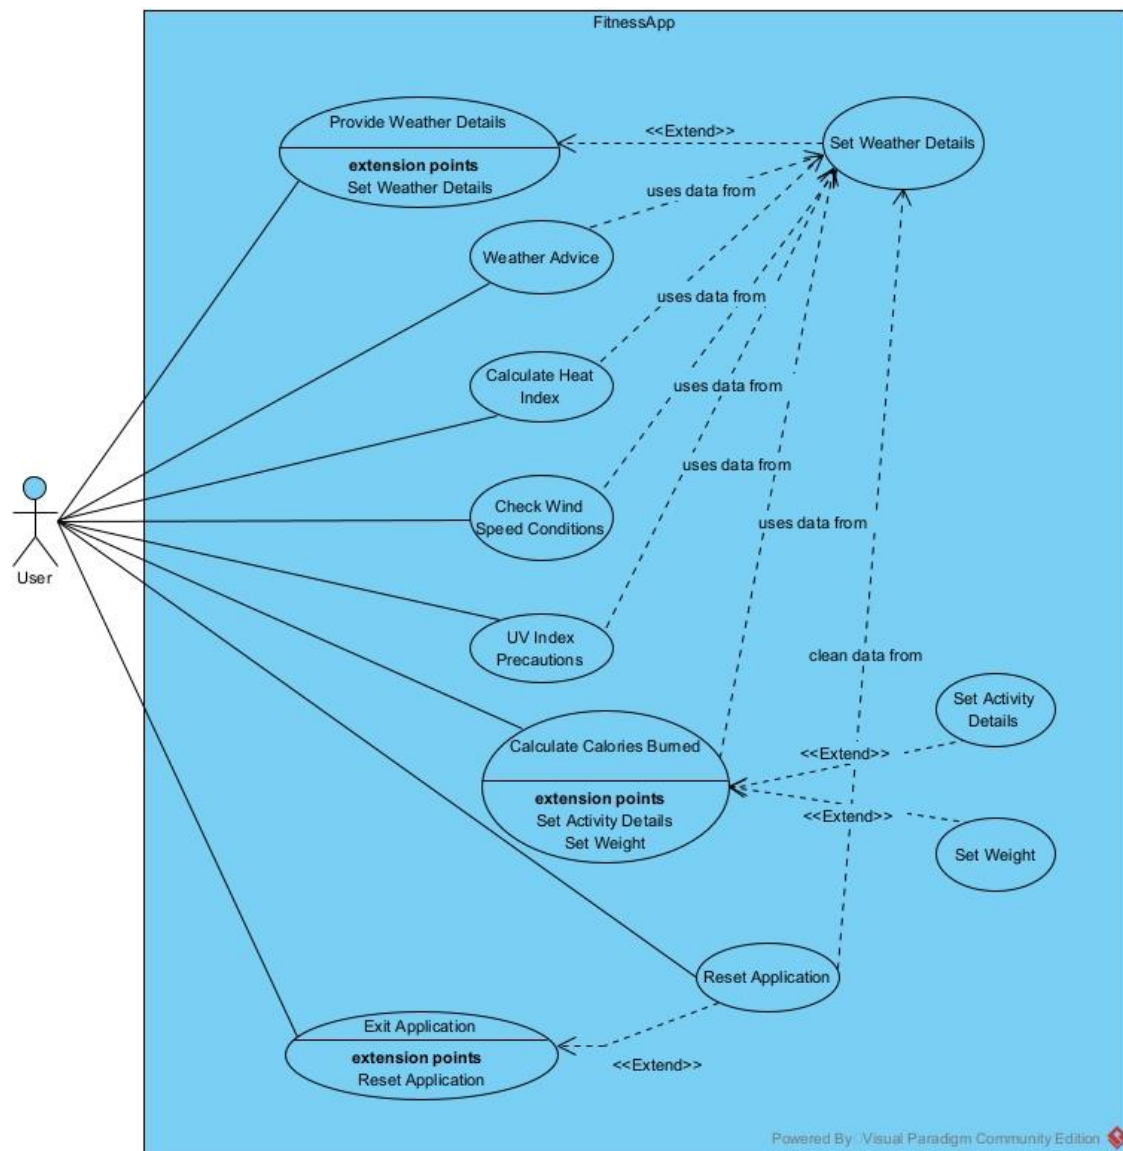 FitnessApp
Provide Weather Details
extension points
Set Weather Details
<<Extend>>
Set Weather Details
uses data from
Weather Advice
uses data from
Calculate Heat
Index
uses data from
uses data from
Check Wind
Speed Conditions
uses data from
User
UV Index
Precautions
clean data from
Set Activity
Details
Calculate Calories Burned
extension points
Set Activity Details
Set Weight
<<Extend>>
<<Extend>>
Set Weight
Reset Application
Exit Application
extension points
Reset Application
<<Extend>>
Powered By Visual Paradigm Community Edition